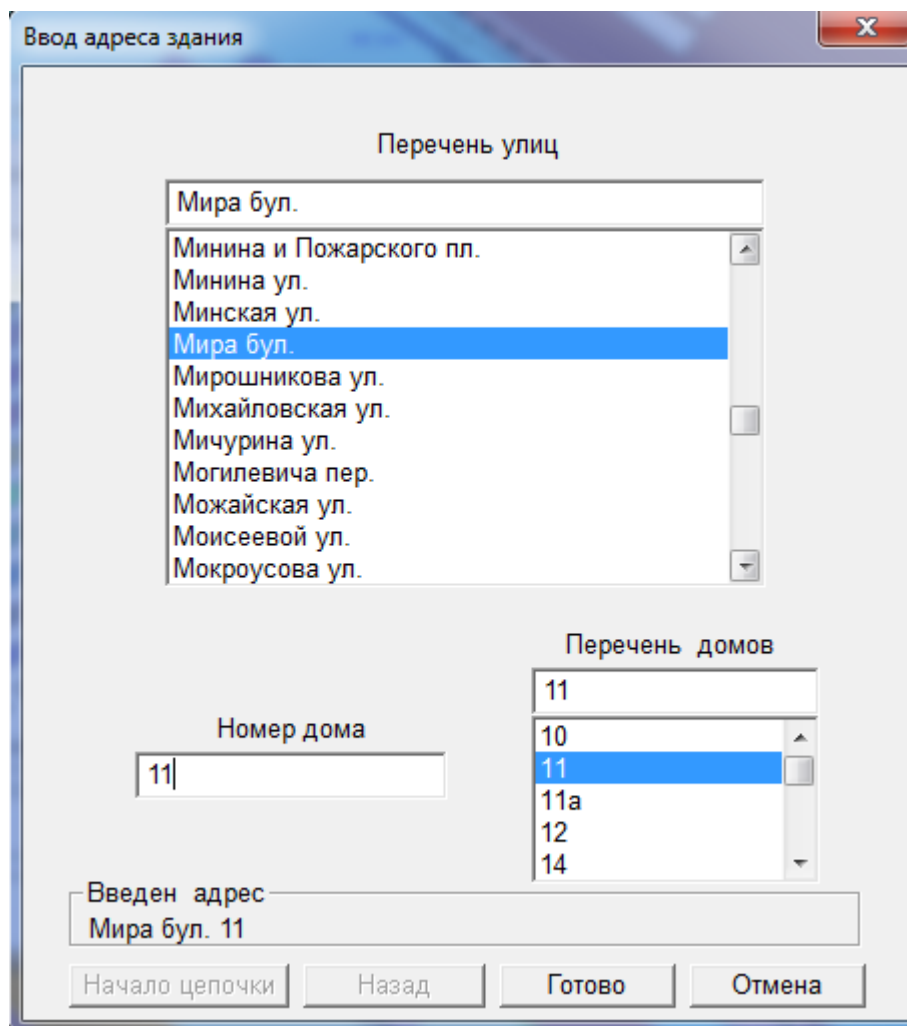 Ввод адреса здания
Перечень улиц
Мира бул.
Минина и Пожарского пл.
Минина ул.
Минская ул.
Мира бул.
Мирошникова ул.
Михайловская ул.
Мичурина ул.
Могилевича пер.
Можайская ул.
Моисеевой ул.
Мокроусова ул.
Перечень домов
11
Номер дома
11
10
11
11а
12
14
Введен адрес
Мира бул. 11
Начало цепочки Назад Готово Отмена